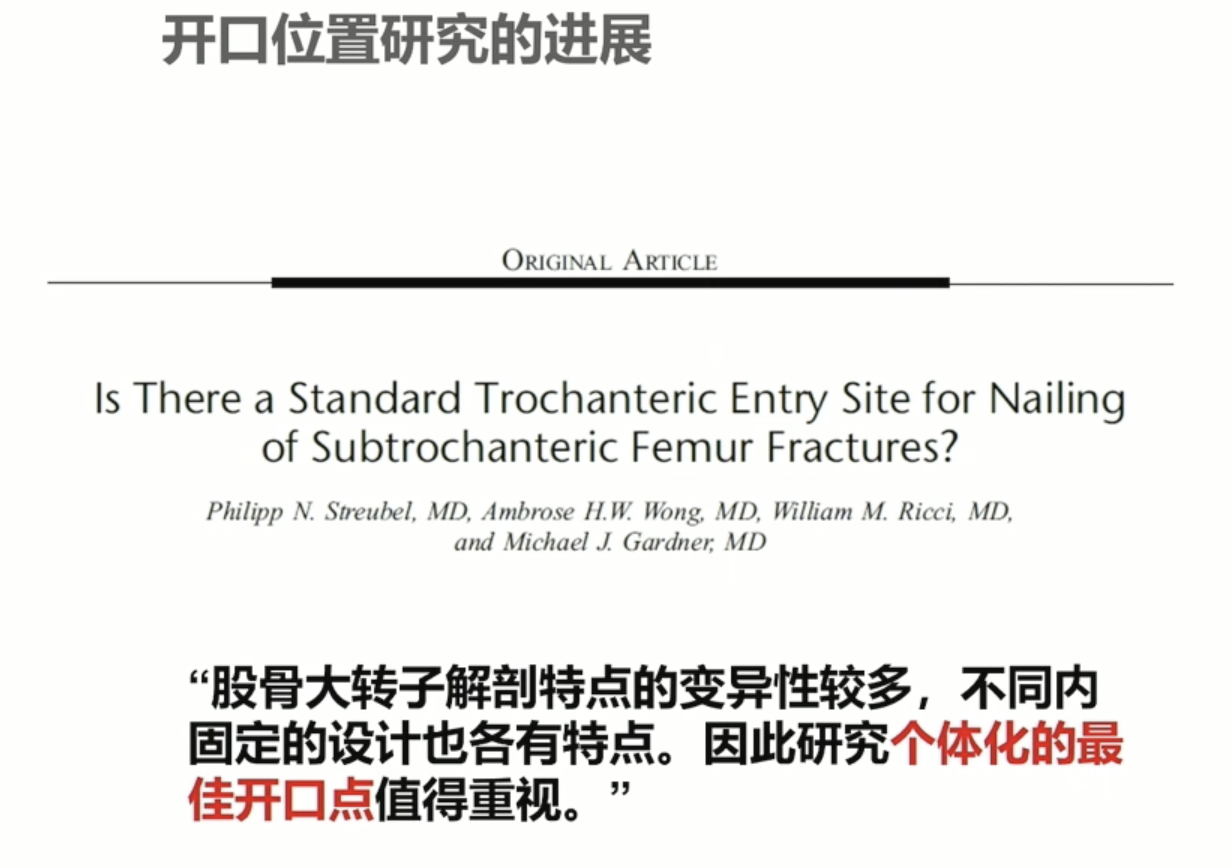 开口位置研究的进展
ORIGINAL ARTICLE
Is There a Standard Trochanteric Entry Site for Nailing
of Subtrochanteric Femur Fractures?
Philipp N. Streubel, MD, Ambrose H.W. Wong, MD, William M. Ricci, MD,
and Michael J. Gardner, MD
“股骨大转子解剖特点的变异性较多，不同内
固定的设计也各有特点。因此研究个体化的最
佳开口点值得重视。”